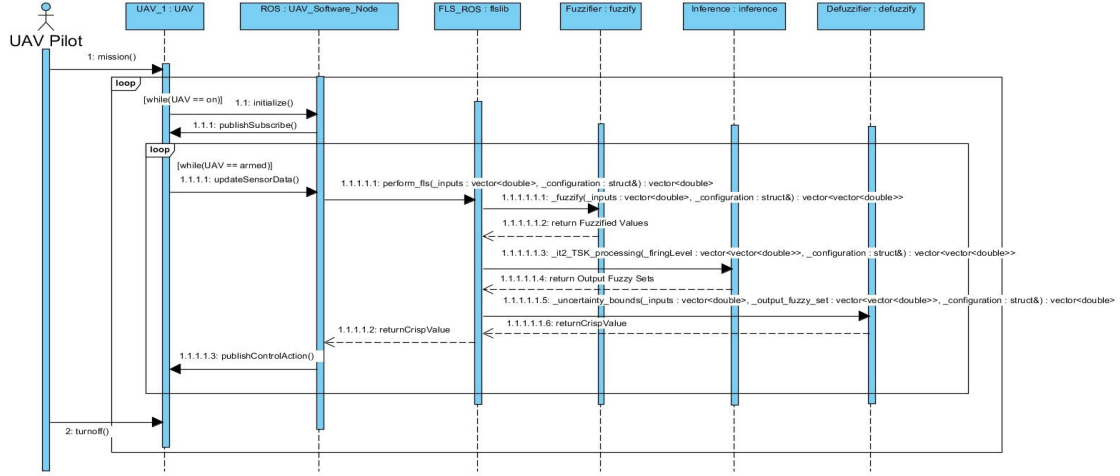 UAV_1 : UAV
ROS : UAV_Software_Node
FLS_ROS : flslib
Fuzzifier : fuzzify
Inference : inference
Defuzzifier : defuzzify
UAV Pilot
1: mission()
loop
[while(UAV == on)]
1.1: initialize()
1.1.1: publishSubscribe()
loop
[while(UAV == armed)]
1.1.1.1: updateSensorData()
1.1.1.1.1: perform_fls(_inputs : vector<double>, _configuration : struct&) : vector<double>
1.1.1.1.1.1: _fuzzify(_inputs : vector<double>, _configuration : struct&) : vector<vector<double>>
1.1.1.1.1.2: return Fuzzified Values
1.1.1.1.1.3: _it2_TSK_processing(_firingLevel : vector<vector<double>>, _configuration : struct&) : vector<vector<double>>
1.1.1.1.1.4: return Output Fuzzy Sets
1.1.1.1.1.5: _uncertainty_bounds(_inputs : vector<double>, _output_fuzzy_set : vector<vector<double>>, _configuration : struct&) : vector<double>
1.1.1.1.1.6: returnCrispValue
1.1.1.1.2: returnCrispValue
1.1.1.1.3: publishControlAction()
2: turnoff()